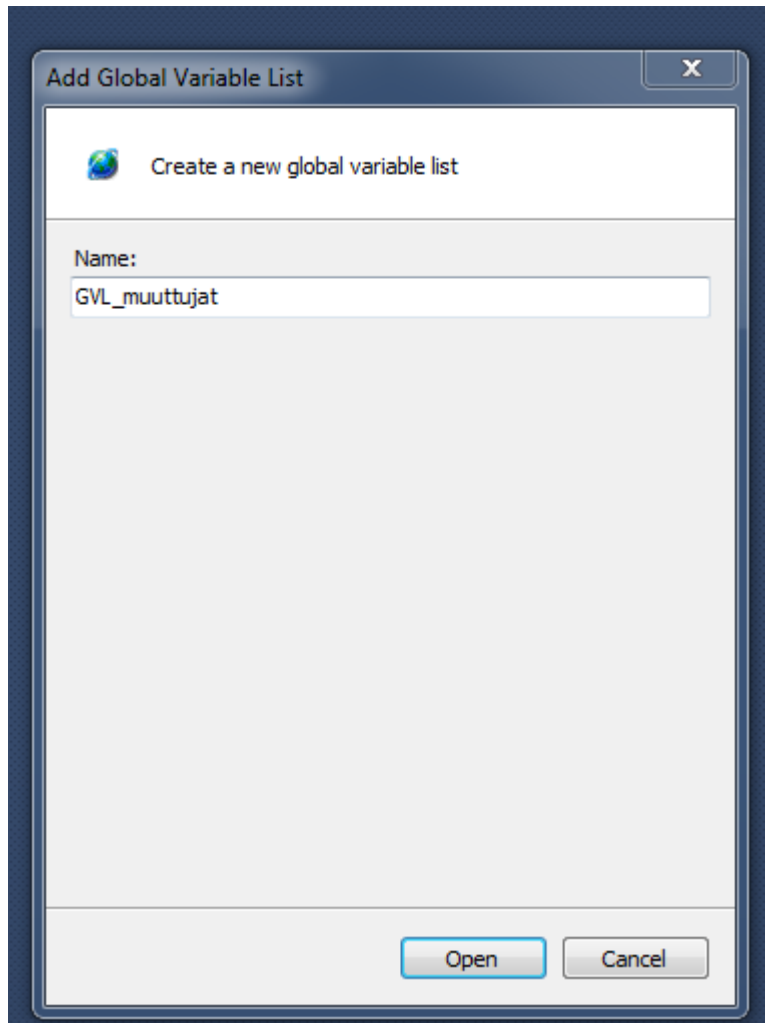 Add Global Variable List
Create a new global variable list
Name:
GVL_muuttujat
Open Cancel